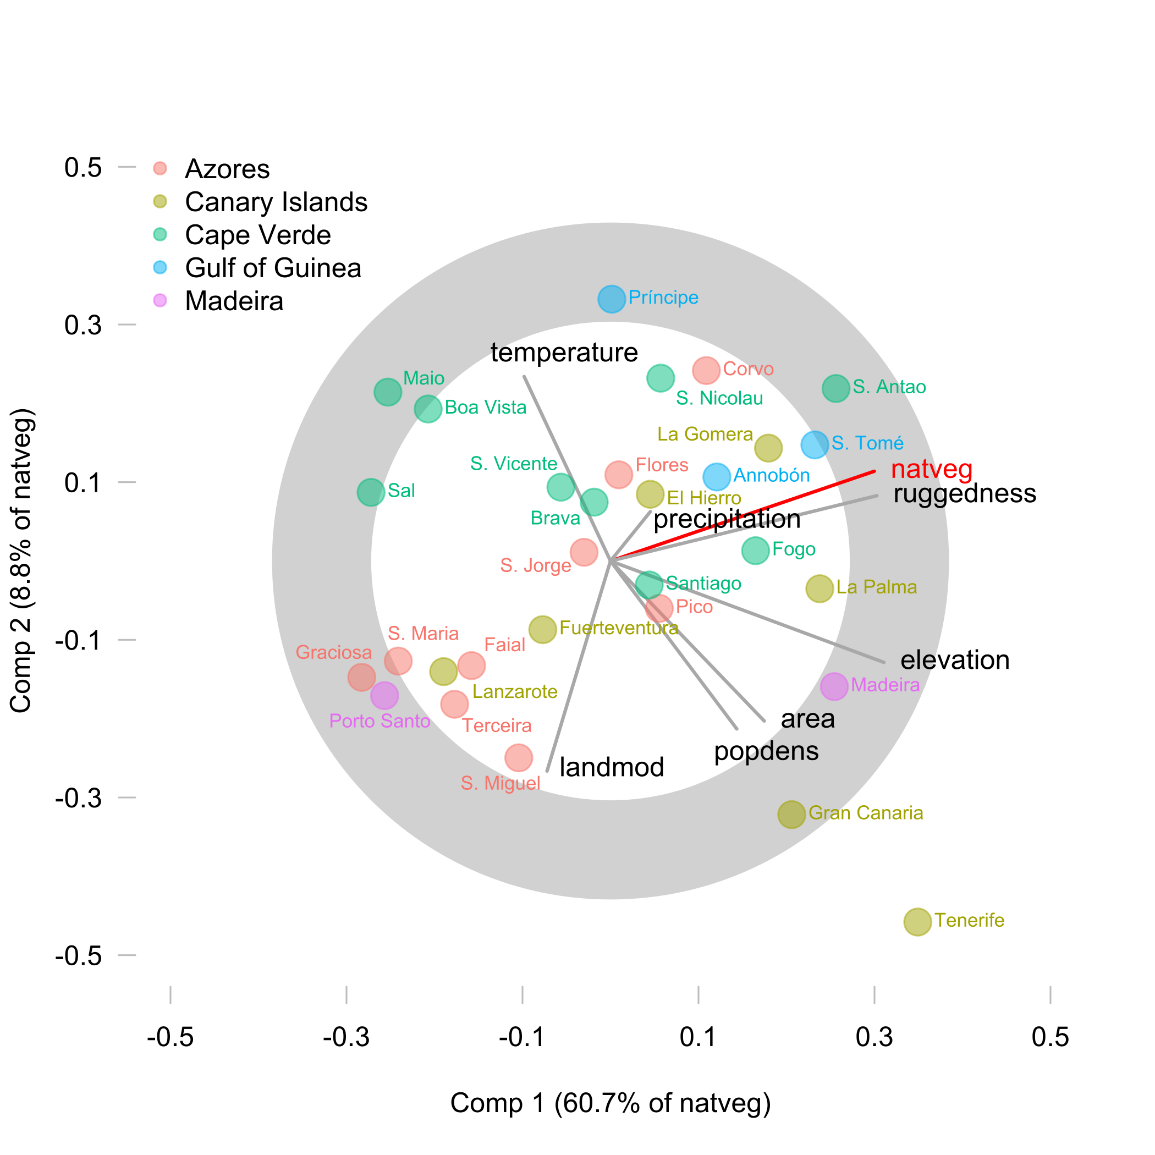 0.5
0.3
0.1
-0.1
-0.3
-0.5
Comp 2 (8.8% of natveg)
Azores
Canary Islands
Cape Verde
Gulf of Guinea
Madeira
Príncipe
temperature
Corvo
Maio
S. Antao
S. Nicolau
Boa Vista
La Gomera
S. Tomé
S. Vicente
Flores
natveg
Annobón
Sal
ruggedness
El Hierro
Brava
precipitation
Fogo
S. Jorge
Santiago
La Palma
Pico
Fuerteventura
S. Maria
Faial
Graciosa
elevation
Madeira
Lanzarote
Porto Santo
Terceira
area
popdens
landmod
S. Miguel
Gran Canaria
Tenerife
-0.5
-0.3
-0.1
0.1
0.3
0.5
Comp 1 (60.7% of natveg)